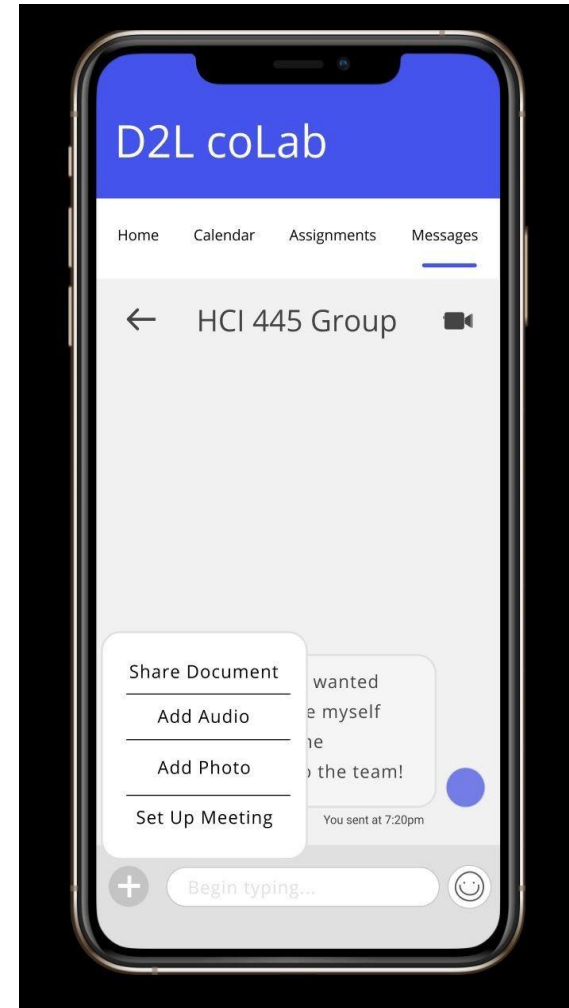 D2L coLab
Home Calendar Assignments Messages
HCI 445 Group
Share Document
Add Audio
Add Photo
Set Up Meeting
wanted
myself
the team!
You sent at 7:20pm
Begin typing...